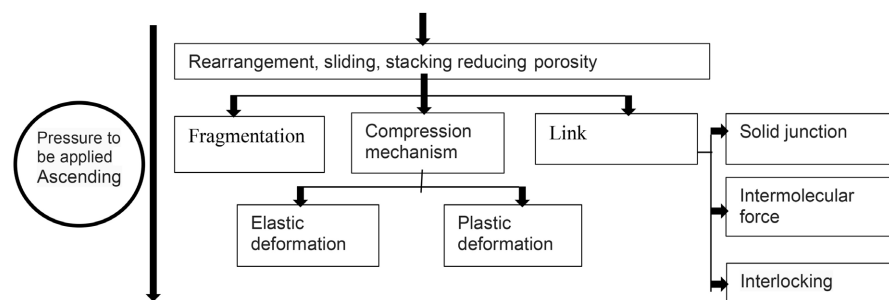 Rearrangement, sliding, stacking reducing porosity
Pressure to
be applied
Ascending
Fragmentation
Compression
mechanism
Link
Solid junction
Intermolecular
force
Elastic
deformation
Plastic
deformation
Interlocking